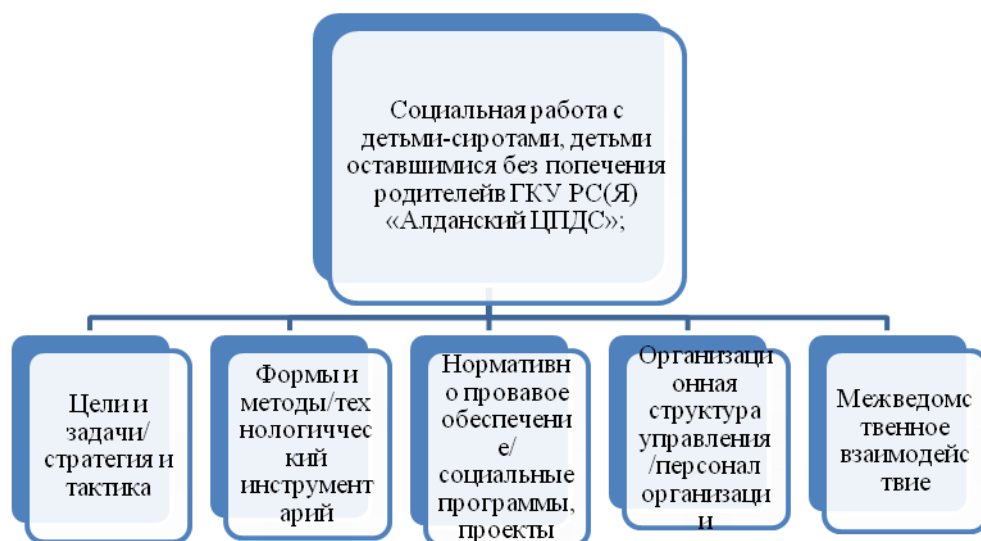 Социальная работа с
детьми-сиротами, детьми
оставшимися без попечения
родителейв ГКУ РС(Я)
«Алданский ЦПДС»;
Цели и
задачи/
стратегия и
тактика
Формы и
методы/тех
нологиччес
кий
инструмент
арий
Нормативн
о провавое
обеспечени
е/
социальные
программы,
проекты
Организаци
онная
структура
управления
/персонал
организаци
и
Межведомс
твенное
взаимодейс
твие